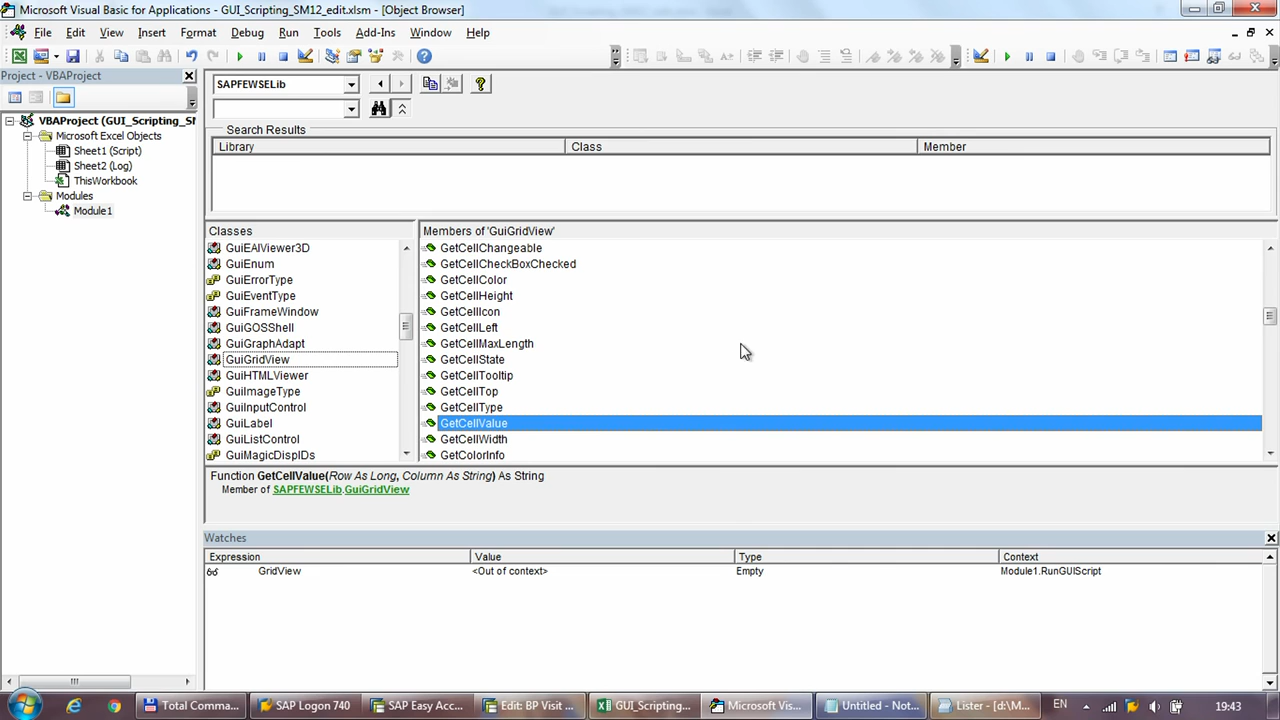 Microsoft Visual Basic for Applications - GUI_Scripting_SM12_edit.xlsm - [Object Browser]
File Edit View Insert Format Debug Run Tools Add-Ins Window Help
Project - VBAProject
VBAProject (GUI_Scripting_SM
Microsoft Excel Objects
Sheet1 (Script)
Sheet2 (Log)
ThisWorkbook
Modules
Module1
SAPFEWSELib
Search Results
Library Class Member
Classes
GuiEAIViewer3D
GuiEnum
GuiErrorType
GuiEventType
GuiFrameWindow
GuiGOSShell
GuiGraphAdapt
GuiGridView
GuiHTMLViewer
GuiImageType
GuiInputControl
GuiLabel
GuiListControl
GuiMagicDispIDs
Members of 'GuiGridView'
GetCellChangeable
GetCellCheckBoxChecked
GetCellColor
GetCellHeight
GetCellIcon
GetCellLeft
GetCellMaxLength
GetCellState
GetCellTooltip
GetCellTop
GetCellType
GetCellValue
GetCellWidth
GetColorInfo
Function GetCellValue(Row As Long, Column As String) As String
Member of SAPFEWSELib.GuiGridView
Watches
Expression Value Type Context
GridView <Out of context> Empty Module1.RunGUIScript
Total Comma... SAP Logon 740 SAP Easy Acc... Edit: BP Visit ... GUI_Scripting... Microsoft Vis... Untitled - Not... Lister - [d:\M... EN 19:43